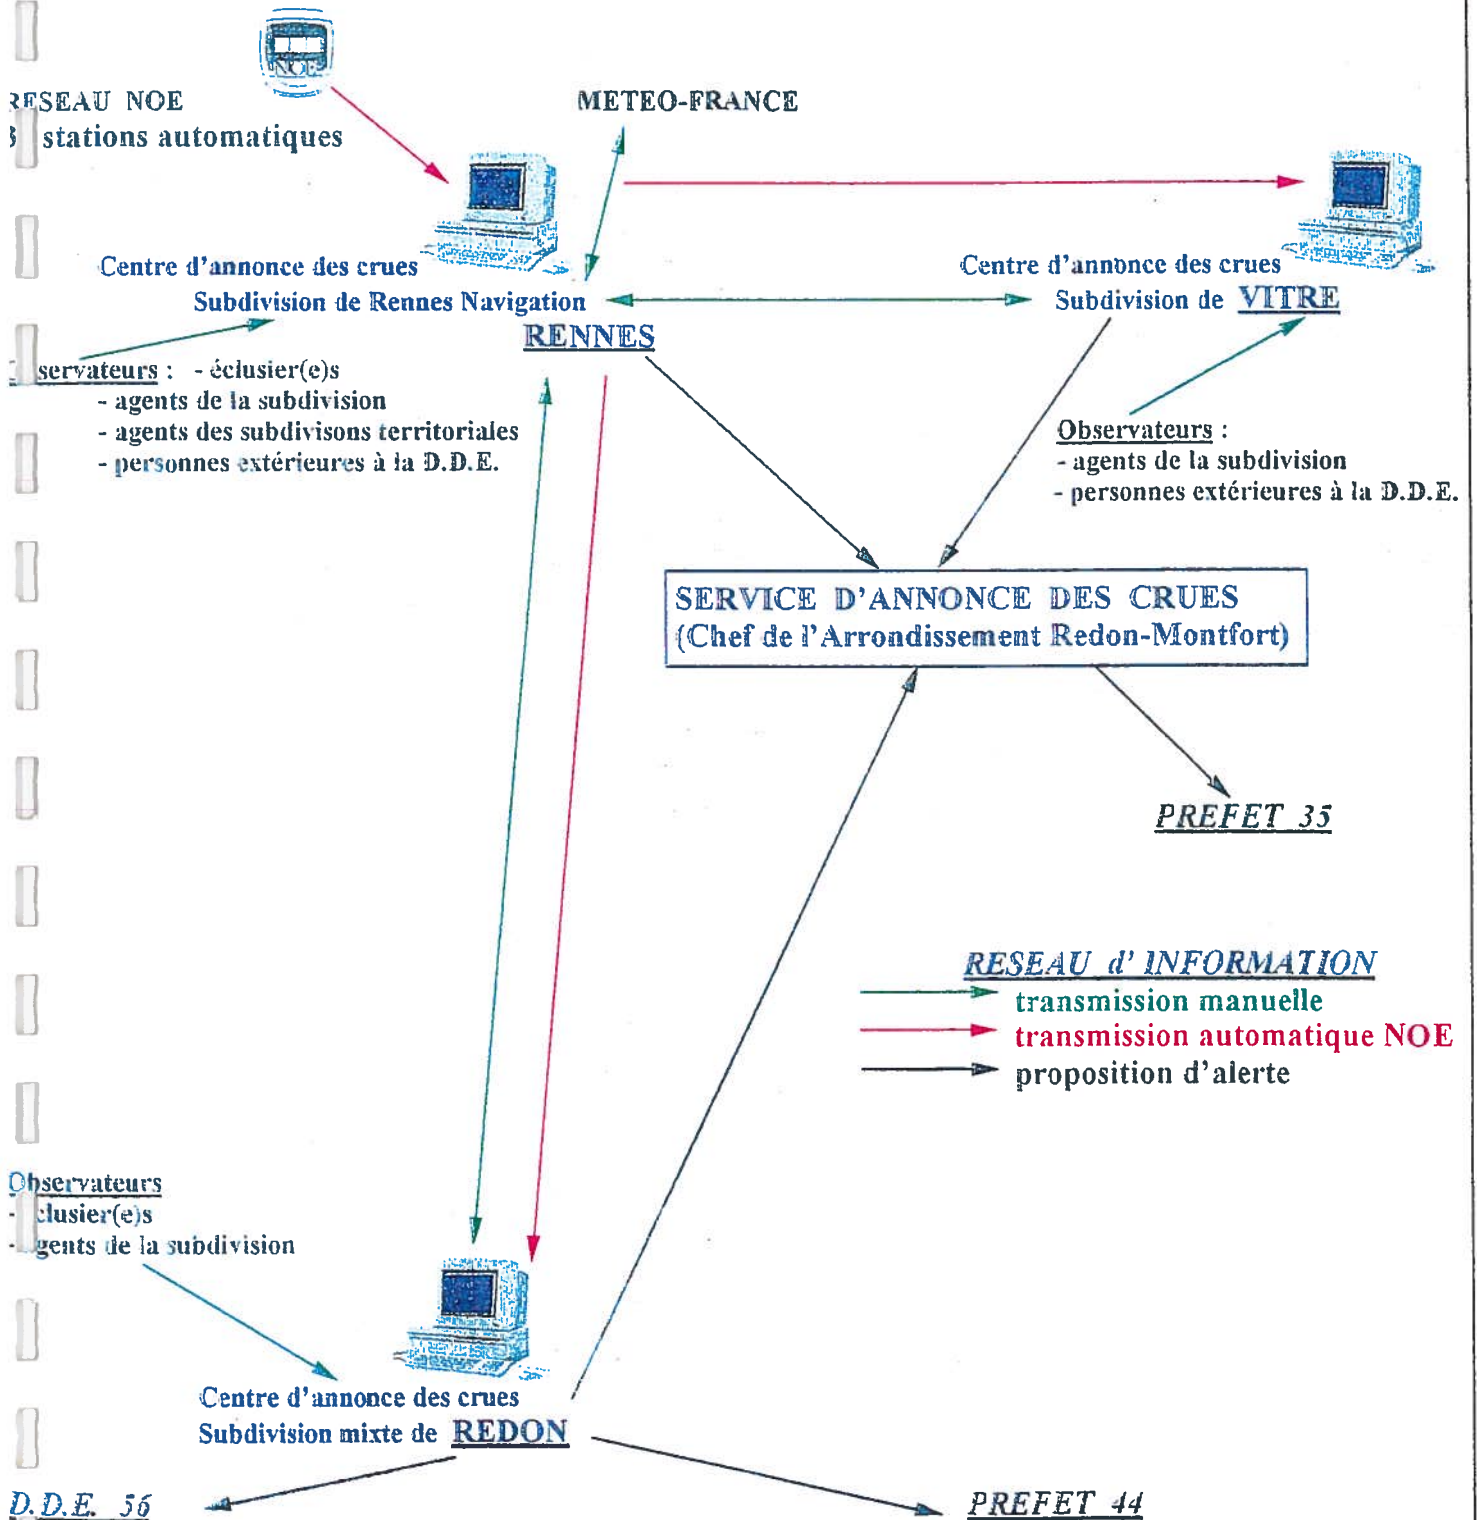 NOE
RESEAU NOE
stations automatiques
METEO-FRANCE
Centre d'annonce des crues
Subdivision de Rennes Navigation
RENNES
Centre d'annonce des crues
Subdivision de VITRE
servateurs : - éclusier(e)s
- agents de la subdivision
- agents des subdivisons territoriales
- personnes extérieures à la D.D.E.
Observateurs :
- agents de la subdivision
- personnes extérieures à la D.D.E.
SERVICE D'ANNONCE DES CRUES
(Chef de l'Arrondissement Redon-Montfort)
PREFET 35
RESEAU d'INFORMATION
transmission manuelle
transmission automatique NOE
proposition d'alerte
Observateurs
- clusier(e)s
- gents de la subdivision
Centre d'annonce des crues
Subdivision mixte de REDON
D.D.E. 56
PREFET 44